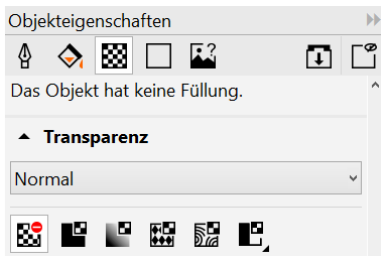 Objekteigenschaften
Das Objekt hat keine Füllung.
Transparenz
Normal